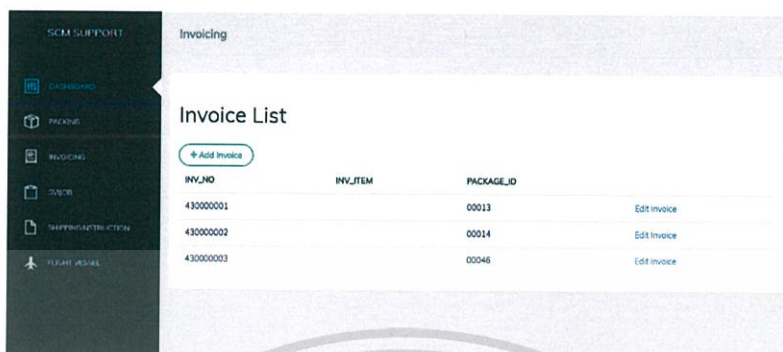 SCM SUPPORT
Invoicing
DASHBOARD
PACKING
INVOICING
SHIPPING INSTRUCTION
FLIGHT VESSEL
Invoice List
+ Add Invoice
INV_NO INV_ITEM PACKAGE_ID
430000001 00013 Edit Invoice
430000002 00014 Edit Invoice
430000003 00046 Edit Invoice